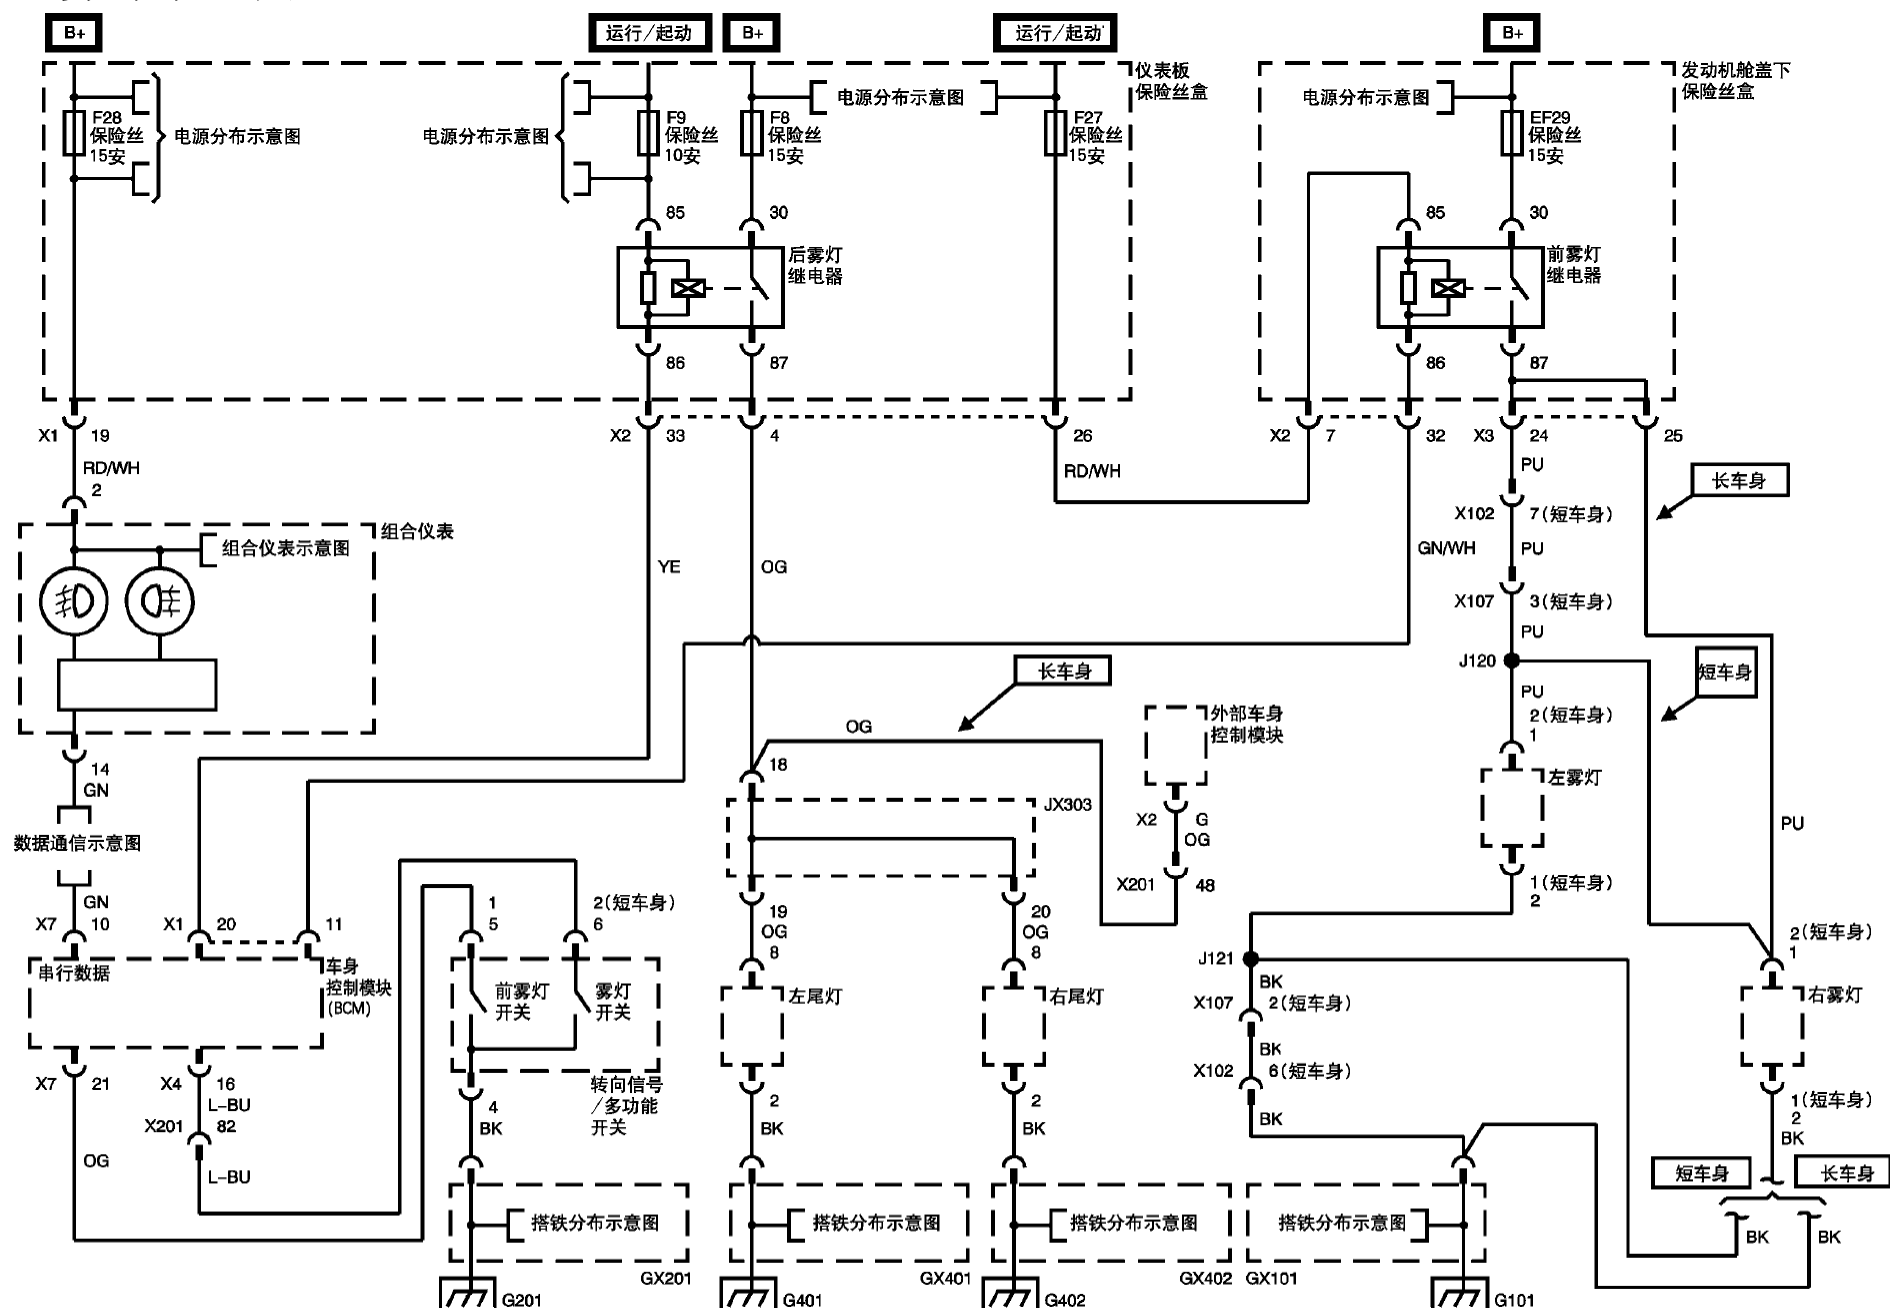 B+
运行/起动
B+
运行/起动
B+
仪表板
保险丝盒
发动机舱盖下
保险丝盒
F28
保险丝
15安
电源分布示意图
电源分布示意图
F9
保险丝
10安
F8
保险丝
15安
电源分布示意图
F27
保险丝
15安
电源分布示意图
EF29
保险丝
15安
85
30
后雾灯
继电器
86
87
85
30
前雾灯
继电器
86
87
X1
19
X2
33
4
26
X2
7
32
X3
24
25
RD/WH
2
RD/WH
PU
长车身
X102
7(短车身)
组合仪表
组合仪表示意图
YE
OG
GN/WH
PU
X107
3(短车身)
PU
J120
长车身
短车身
PU
2(短车身)
1
OG
外部车身
控制模块
14
GN
18
左雾灯
JX303
X2
G
OG
PU
数据通信示意图
X201
48
1(短车身)
2
GN
X7
10
X1
20
11
1
5
2(短车身)
6
19
OG
8
20
OG
8
2(短车身)
1
J121
串行数据
车身
控制模块
(BCM)
前雾灯
开关
雾灯
开关
左尾灯
右尾灯
BK
X107
2(短车身)
右雾灯
BK
X102
6(短车身)
X7
21
X4
16
L-BU
X201
82
转向信号
/多功能
开关
4
BK
2
BK
2
BK
BK
1(短车身)
2
BK
OG
L-BU
短车身
长车身
搭铁分布示意图
搭铁分布示意图
搭铁分布示意图
搭铁分布示意图
BK
BK
GX201
GX401
GX402
GX101
G201
G401
G402
G101